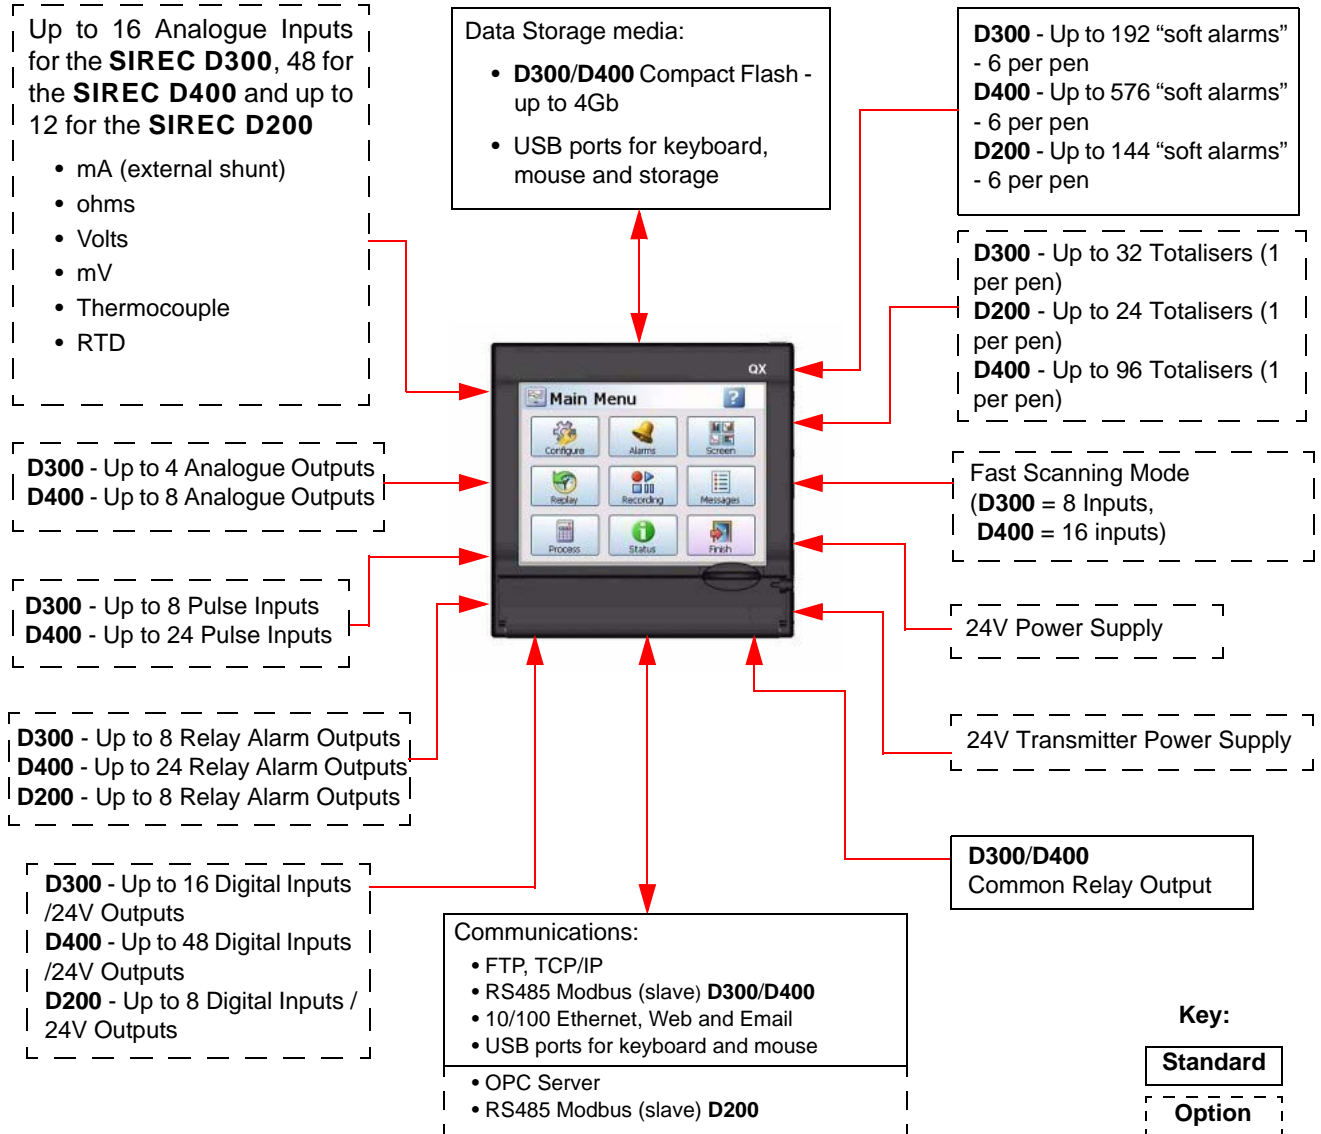 Up to 16 Analogue Inputs
for the SIREC D300, 48 for
the SIREC D400 and up to
12 for the SIREC D200
• mA (external shunt)
• ohms
• Volts
• mV
• Thermocouple
• RTD
Data Storage media:
• D300/D400 Compact Flash -
up to 4Gb
• USB ports for keyboard,
mouse and storage
D300 - Up to 192 “soft alarms”
- 6 per pen
D400 - Up to 576 “soft alarms”
- 6 per pen
D200 - Up to 144 “soft alarms”
- 6 per pen
D300 - Up to 32 Totalisers (1
per pen)
D200 - Up to 24 Totalisers (1
per pen)
D400 - Up to 96 Totalisers (1
per pen)
QX
Main Menu
?
Configure
Alarms
Screen
Replay
Recording
Messages
Process
Status
Finish
D300 - Up to 4 Analogue Outputs
D400 - Up to 8 Analogue Outputs
Fast Scanning Mode
(D300 = 8 Inputs,
D400 = 16 inputs)
D300 - Up to 8 Pulse Inputs
D400 - Up to 24 Pulse Inputs
24V Power Supply
D300 - Up to 8 Relay Alarm Outputs
D400 - Up to 24 Relay Alarm Outputs
D200 - Up to 8 Relay Alarm Outputs
24V Transmitter Power Supply
D300 - Up to 16 Digital Inputs
/24V Outputs
D400 - Up to 48 Digital Inputs
/24V Outputs
D200 - Up to 8 Digital Inputs /
24V Outputs
D300/D400
Common Relay Output
Communications:
• FTP, TCP/IP
• RS485 Modbus (slave) D300/D400
• 10/100 Ethernet, Web and Email
• USB ports for keyboard and mouse
• OPC Server
• RS485 Modbus (slave) D200
Key:
Standard
Option